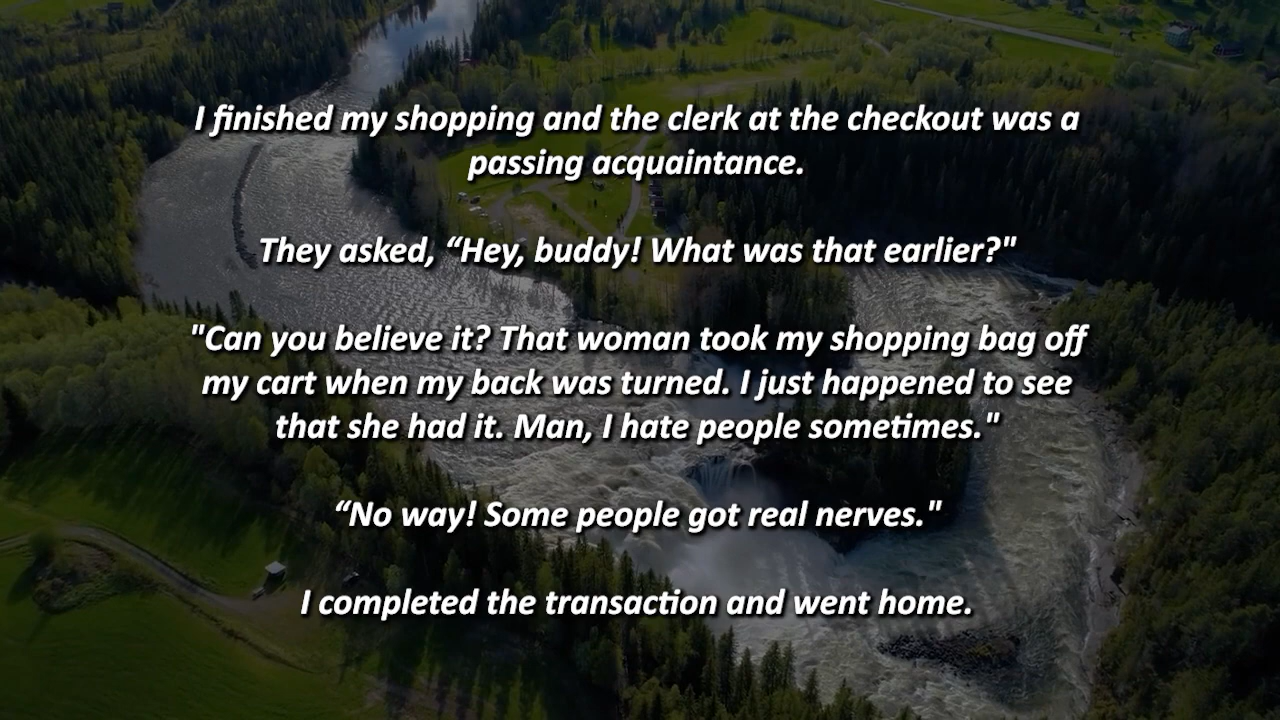 I finished my shopping and the clerk at the checkout was a
passing acquaintance.
They asked, “Hey, buddy! What was that earlier?"
"Can you believe it? That woman took my shopping bag off
my cart when my back was turned. I just happened to see
that she had it. Man, I hate people sometimes."
“No way! Some people got real nerves."
I completed the transaction and went home.